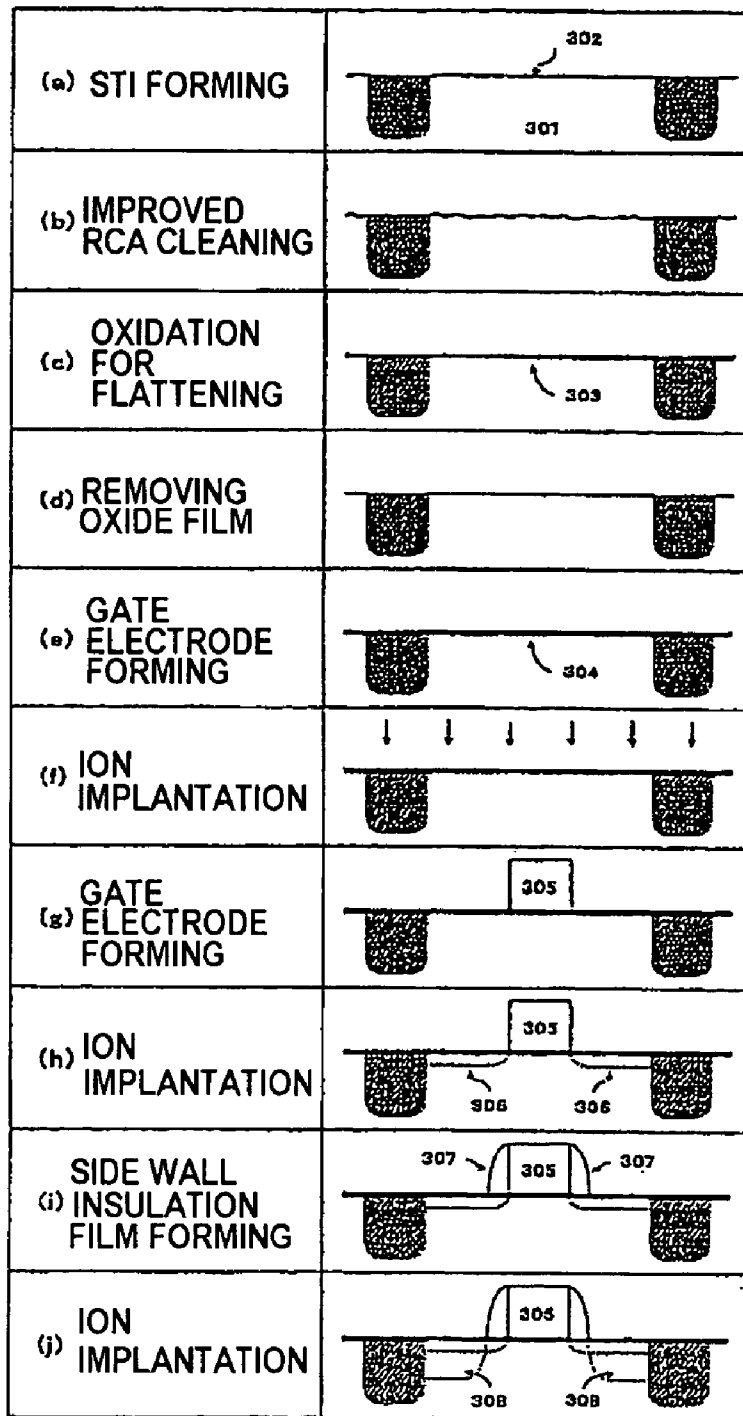 (a) STI FORMING
302
301
(b) IMPROVED
RCA CLEANING
(c) OXIDATION
FOR
FLATTENING
303
(d) REMOVING
OXIDE FILM
(e) GATE
ELECTRODE
FORMING
304
(f) ION
IMPLANTATION
(g) GATE
ELECTRODE
FORMING
305
(h) ION
IMPLANTATION
305
306
306
(i) SIDE WALL
INSULATION
FILM FORMING
307
305
307
(j) ION
IMPLANTATION
305
308
308